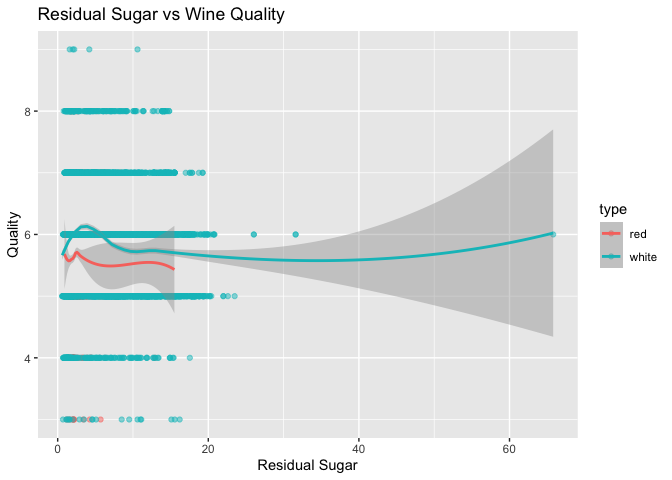 Residual Sugar vs Wine Quality
Quality
8
6
4
0
20
40
60
Residual Sugar
type
red
white